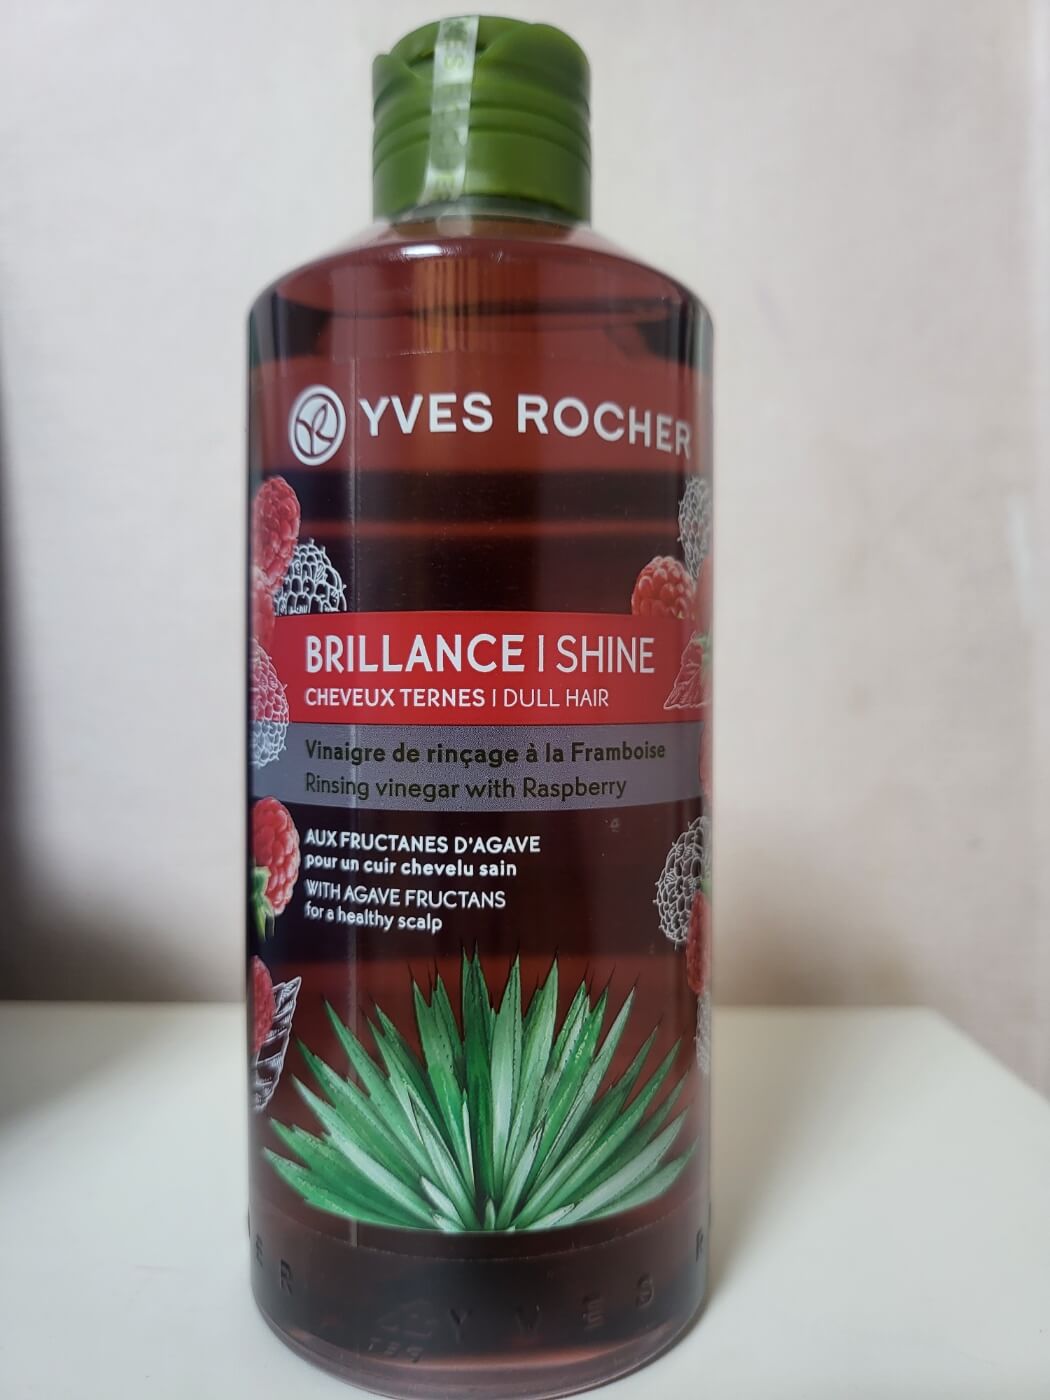 YVES ROCHER
BRILLANCE | SHINE
CHEVEUX TERNES | DULL HAIR
Vinaigre de rinçage à la Framboise
Rinsing vinegar with Raspberry
AUX FRUCTANES D'AGAVE
pour un cuir chevelu sain
WITH AGAVE FRUCTANS
for a healthy scalp
YVES R